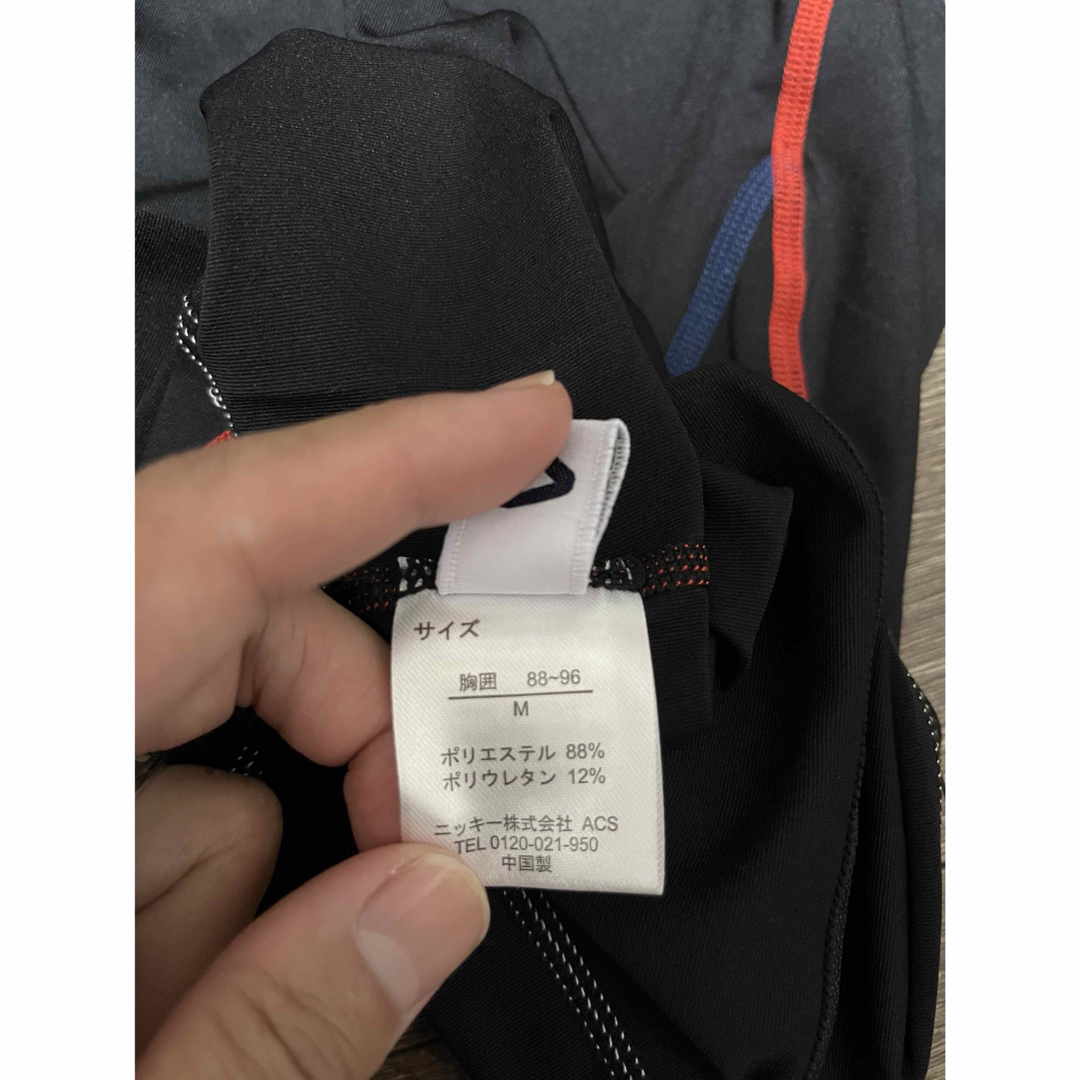 サイズ
胸囲 88~96
M
ポリエステル 88%
ポリウレタン 12%
ニッキー株式会社 ACS
TEL 0120-021-950
中国製